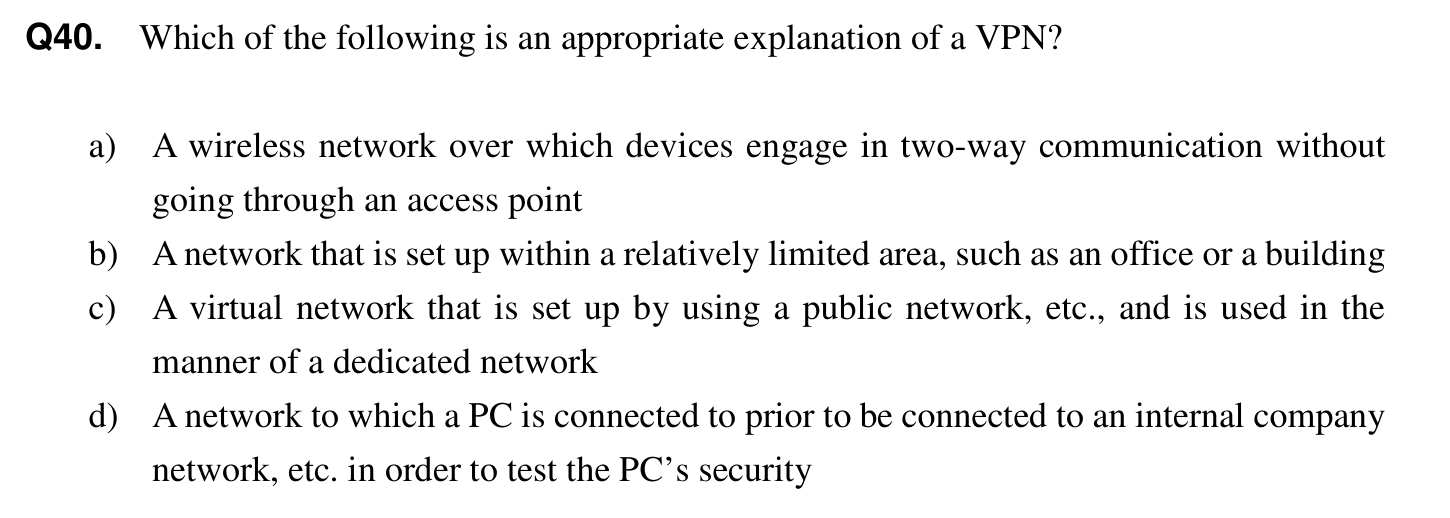 Q40. Which of the following is an appropriate explanation of a VPN?
a) A wireless network over which devices engage in two-way communication without
going through an access point
b) A network that is set up within a relatively limited area, such as an office or a building
c) A virtual network that is set up by using a public network, etc., and is used in the
manner of a dedicated network
d) A network to which a PC is connected to prior to be connected to an internal company
network, etc. in order to test the PC’s security